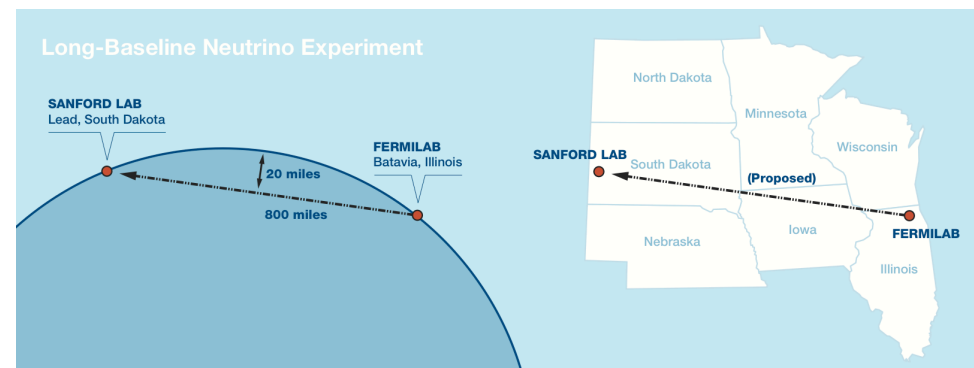 Long-Baseline Neutrino Experiment
SANFORD LAB
Lead, South Dakota
FERMILAB
Batavia, Illinois
20 miles
800 miles
North Dakota
Minnesota
Wisconsin
SANFORD LAB
South Dakota
(Proposed)
FERMILAB
Iowa
Nebraska
Illinois